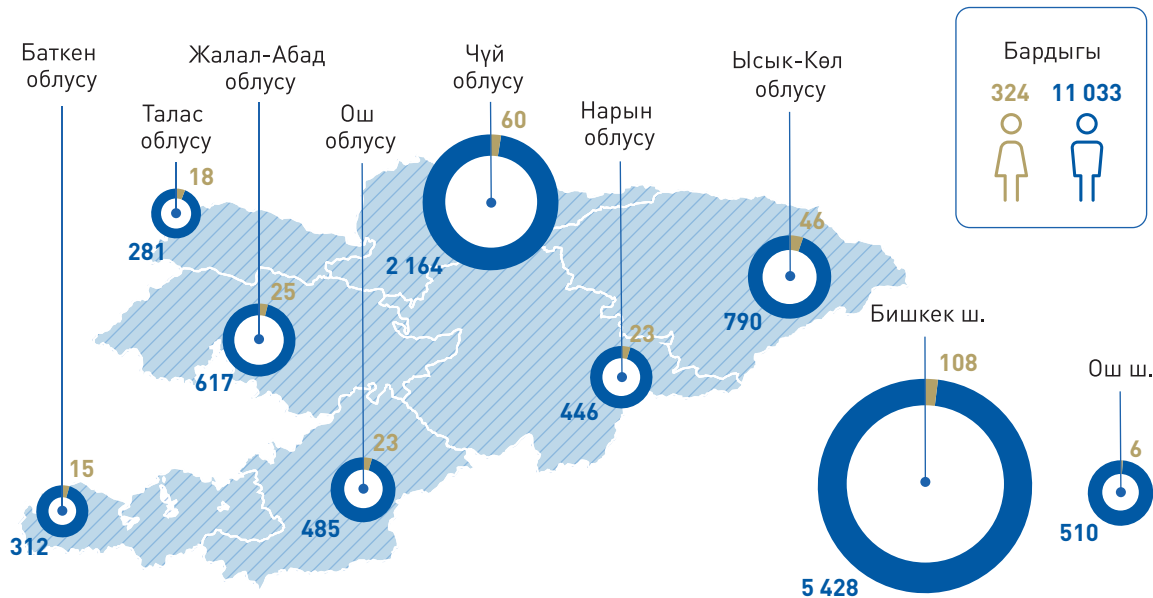 Баткен
облусу
15
312
Талас
облусу
18
281
Жалал-Абад
облусу
25
617
Ош
облусу
23
485
Чүй
облусу
60
2 164
Нарын
облусу
23
446
Ысык-Көл
облусу
46
790
Бардыгы
324 11 033
Бишкек ш.
108
5 428
Ош ш.
6
510